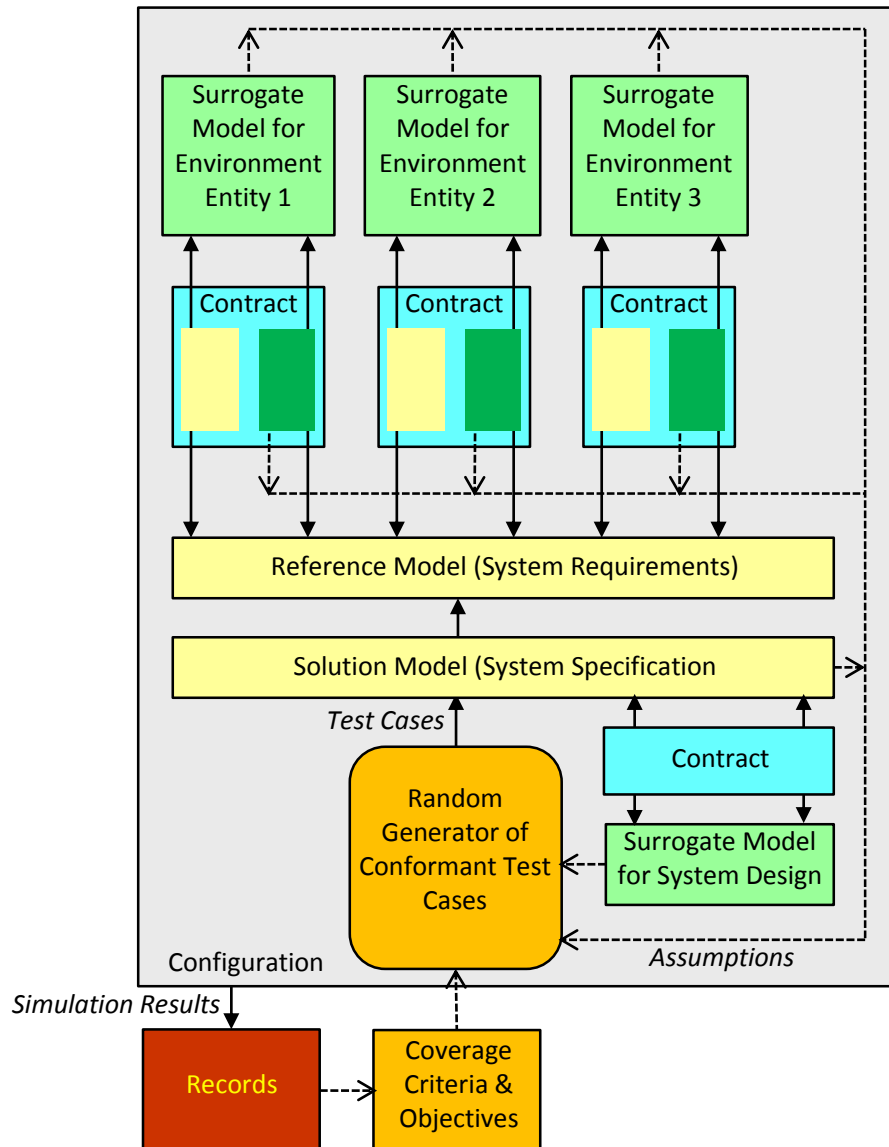 Surrogate
Model for
Environment
Entity 1
Surrogate
Model for
Environment
Entity 2
Surrogate
Model for
Environment
Entity 3
Contract
Contract
Contract
Reference Model (System Requirements)
Solution Model (System Specification
Test Cases
Contract
Random
Generator of
Conformant Test
Cases
Surrogate Model
for System Design
Assumptions
Configuration
Simulation Results
Records
Coverage
Criteria &
Objectives